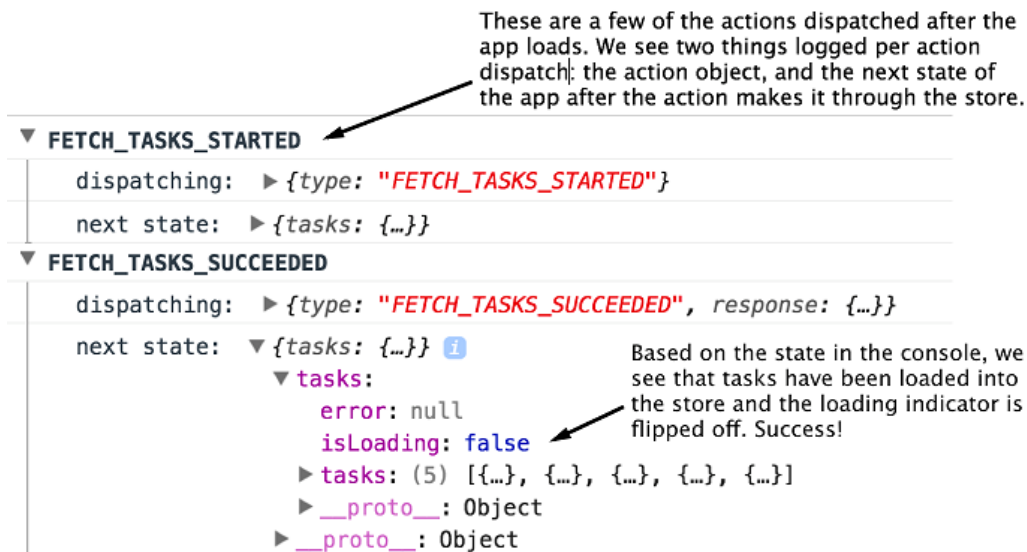 These are a few of the actions dispatched after the
app loads. We see two things logged per action
dispatch: the action object, and the next state of
the app after the action makes it through the store.
▼ FETCH_TASKS_STARTED
dispatching: ▶ {type: "FETCH_TASKS_STARTED"}
next state: ▶ {tasks: {…}}
▼ FETCH_TASKS_SUCCEEDED
dispatching: ▶ {type: "FETCH_TASKS_SUCCEEDED", response: {…}}
next state: ▼ {tasks: {…}} i
▼ tasks:
error: null
isLoading: false
▶ tasks: (5) [{…}, {…}, {…}, {…}, {…}]
▶ __proto__: Object
▶ __proto__: Object
Based on the state in the console, we
see that tasks have been loaded into
the store and the loading indicator is
flipped off. Success!